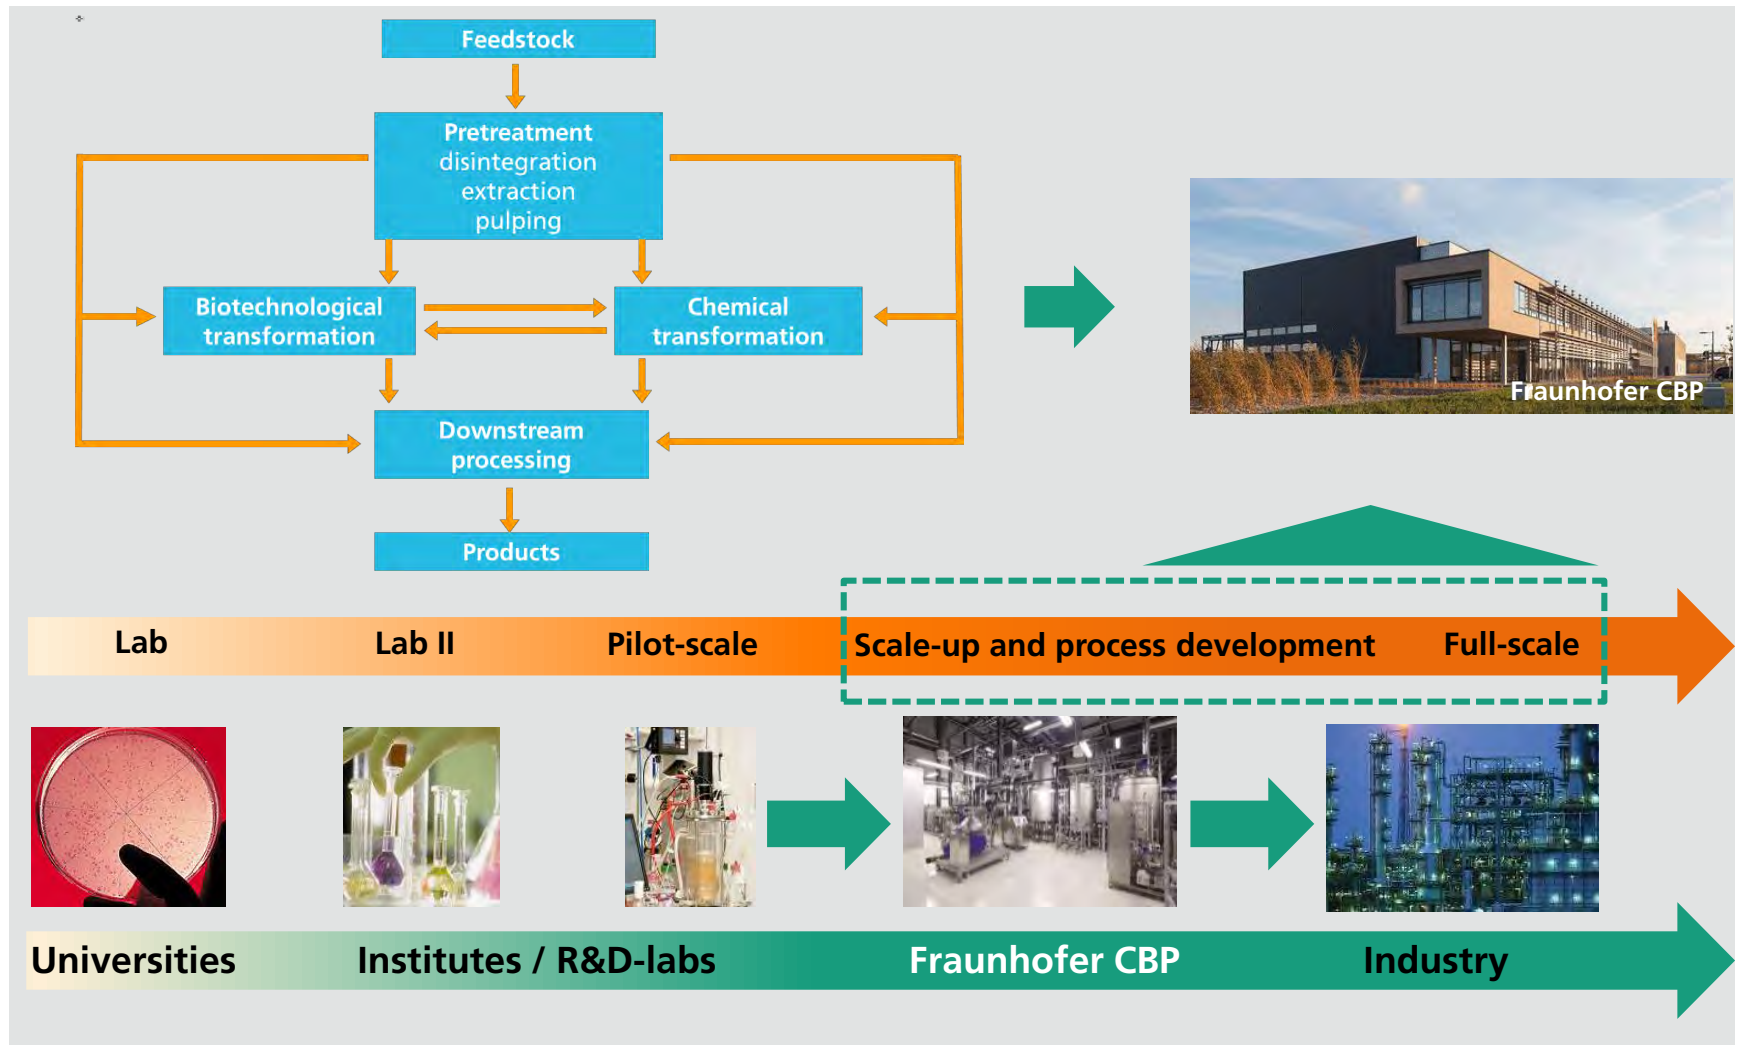 Feedstock
Pretreatment
disintegration
extraction
pulping
Biotechnological
transformation
Chemical
transformation
Downstream
processing
Products
Fraunhofer CBP
Lab
Lab II
Pilot-scale
Scale-up and process development
Full-scale
Universities
Institutes / R&D-labs
Fraunhofer CBP
Industry